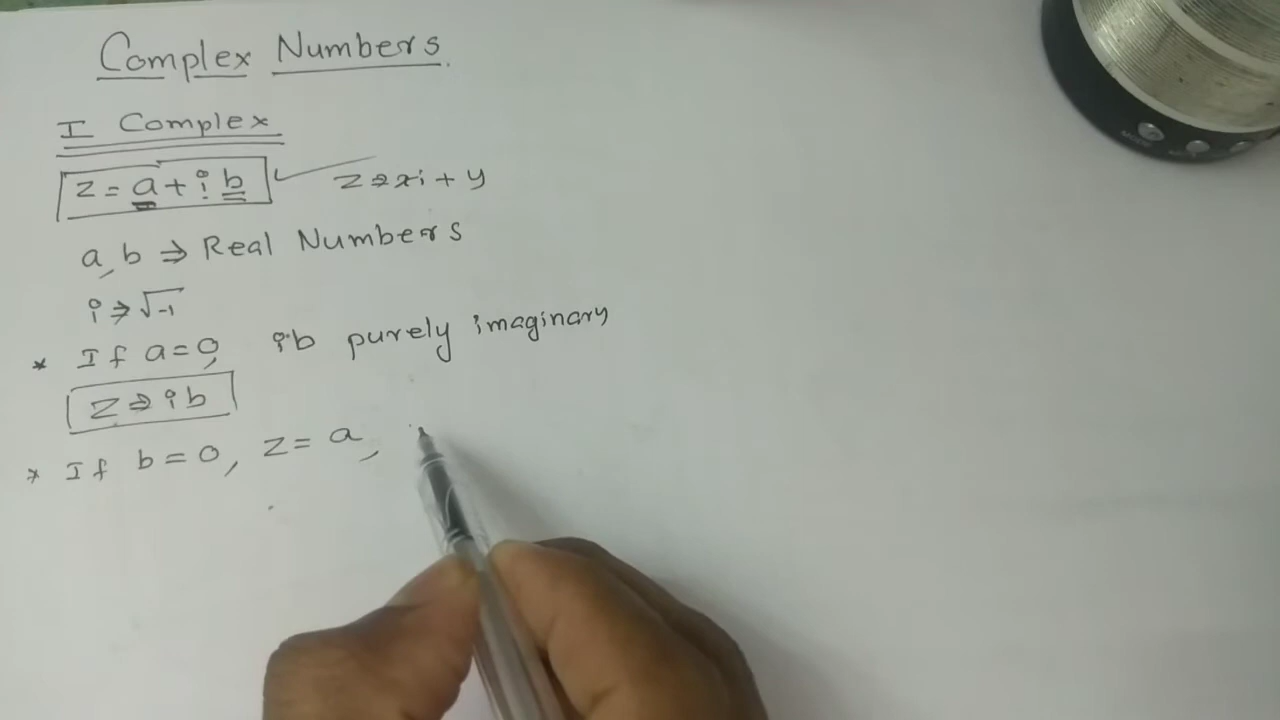 Complex Numbers.
I Complex
z = a + i b z ⇒ xi + y
a, b ⇒ Real Numbers
i ⇒ √-1
* If a = 0, ib purely imaginary
z ⇒ ib
* If b = 0, z = a,